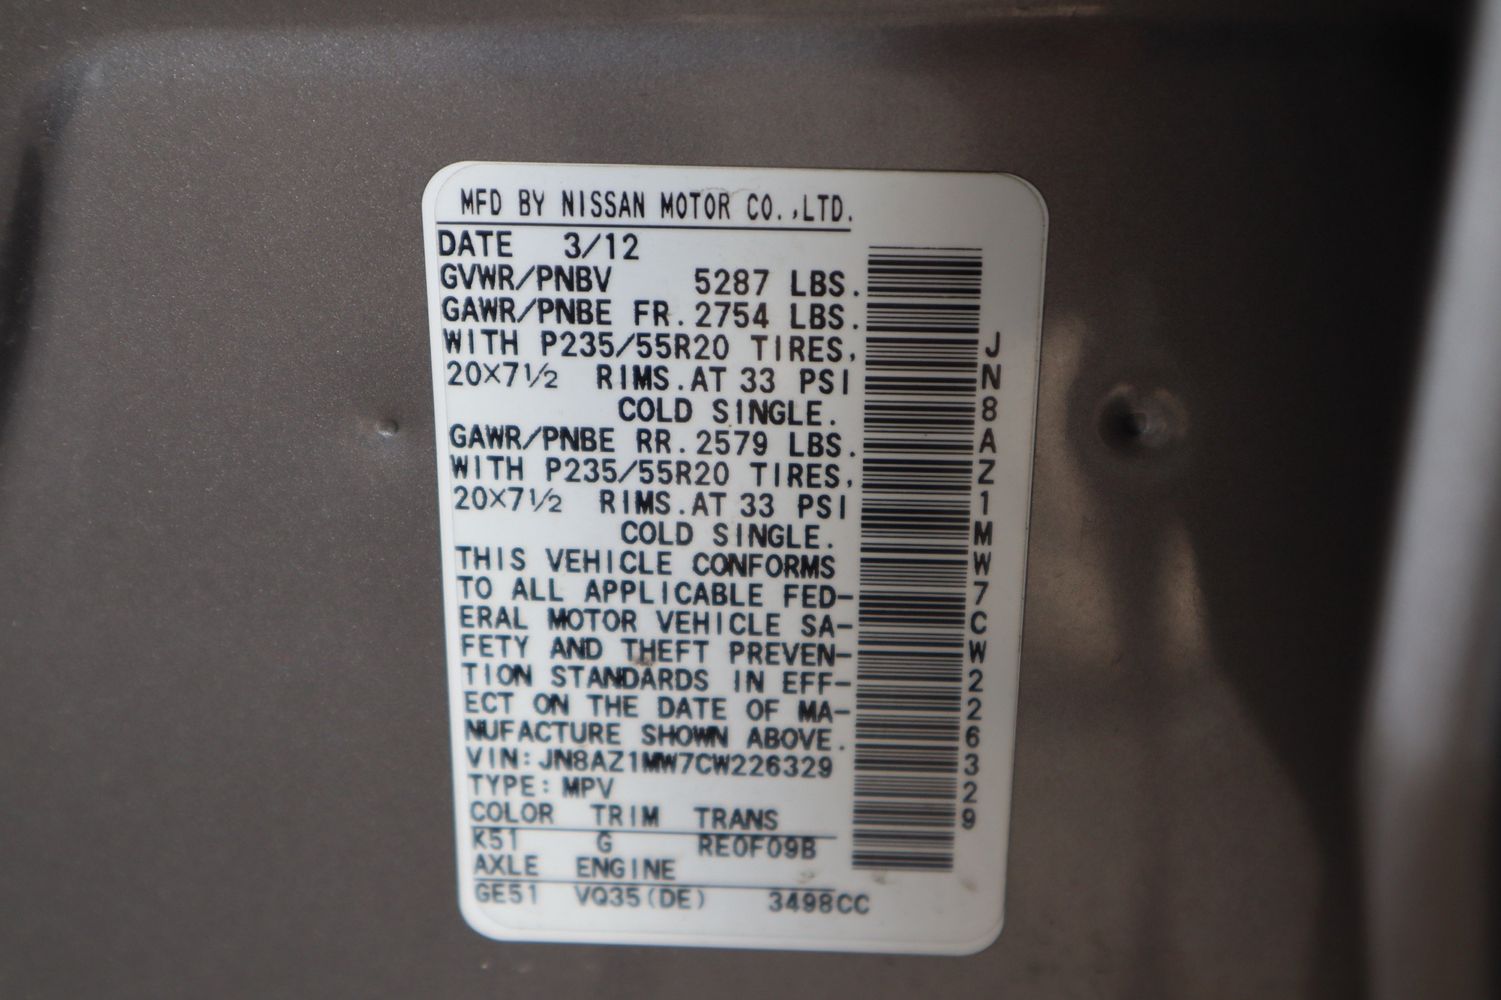 MFD BY NISSAN MOTOR CO.,LTD.
DATE 3/12
GVWR/PNBV 5287 LBS.
GAWR/PNBE FR. 2754 LBS.
WITH P235/55R20 TIRES,
20×7½ RIMS. AT 33 PSI
COLD SINGLE.
GAWR/PNBE RR. 2579 LBS.
WITH P235/55R20 TIRES,
20×7½ RIMS. AT 33 PSI
COLD SINGLE.
THIS VEHICLE CONFORMS
TO ALL APPLICABLE FED-
ERAL MOTOR VEHICLE SA-
FETY AND THEFT PREVEN-
TION STANDARDS IN EFF-
ECT ON THE DATE OF MA-
NUFACTURE SHOWN ABOVE.
VIN: JN8AZ1MW7CW226329
TYPE: MPV
COLOR TRIM TRANS
K51 G RE0F09B
AXLE ENGINE
GE51 VQ35(DE) 3498CC
JN8AZ1MW7CW226329